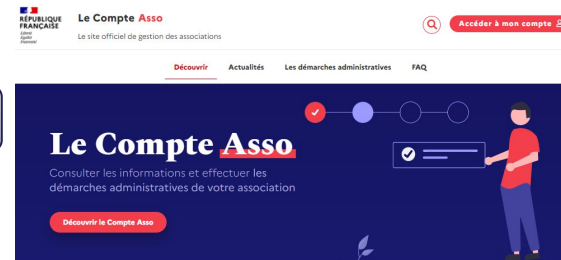 RÉPUBLIQUE
FRANÇAISE
Liberté
Égalité
Fraternité
Le Compte Asso
Le site officiel de gestion des associations
Accéder à mon compte
Découvrir
Actualités
Les démarches administratives
FAQ
Le Compte Asso
Consulter les informations et effectuer les
démarches administratives de votre association
Découvrir le Compte Asso